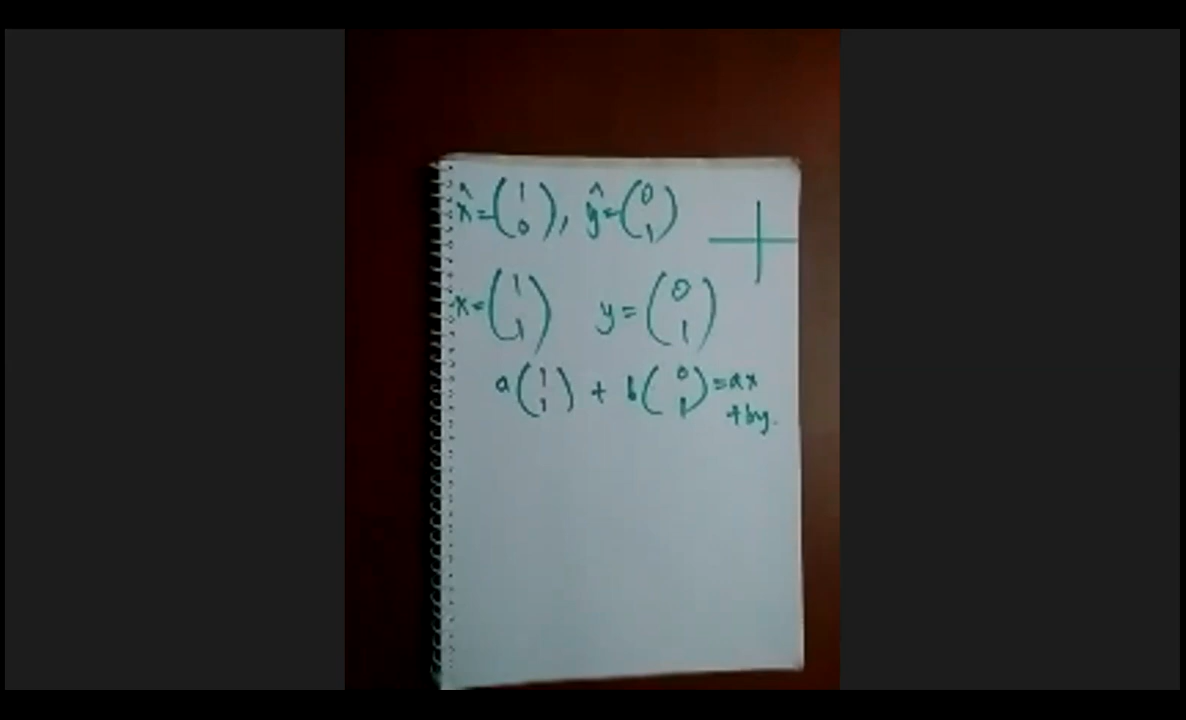 x̂ = (1 0), ŷ = (0 1)
x = (1 1) y = (0 1)
a (1 1) + b (0 1) = ax
+ by.